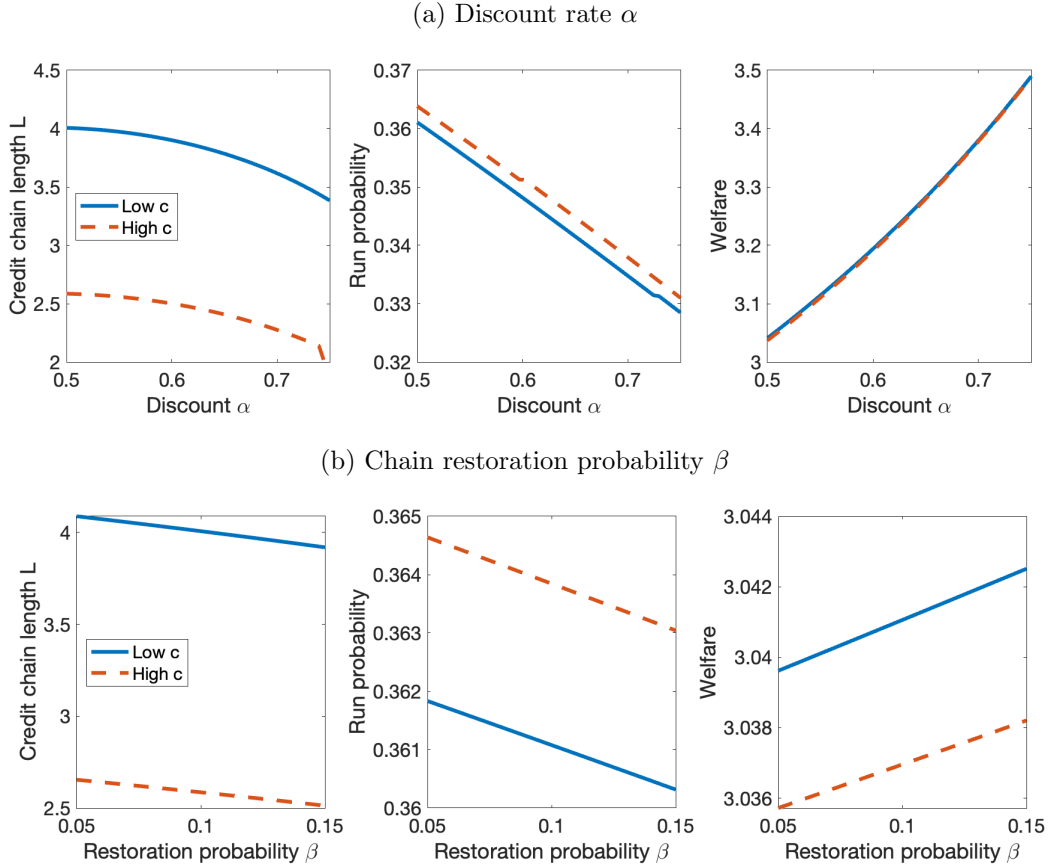 (a) Discount rate α
Credit chain length L
4.5
4
3.5
3
2.5
2
Low c
High c
0.5 0.6 0.7
Discount α
Run probability
0.37
0.36
0.35
0.34
0.33
0.32
0.5 0.6 0.7
Discount α
Welfare
3.5
3.4
3.3
3.2
3.1
3
0.5 0.6 0.7
Discount α
(b) Chain restoration probability β
Credit chain length L
4
3.5
3
2.5
Low c
High c
0.05 0.1 0.15
Restoration probability β
Run probability
0.365
0.364
0.363
0.362
0.361
0.36
0.05 0.1 0.15
Restoration probability β
Welfare
3.044
3.042
3.04
3.038
3.036
0.05 0.1 0.15
Restoration probability β